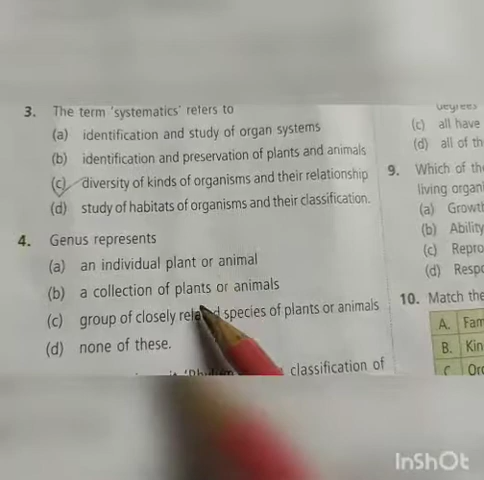 3. The term 'systematics' refers to
(a) identification and study of organ systems
(b) identification and preservation of plants and animals
(c) diversity of kinds of organisms and their relationship
(d) study of habitats of organisms and their classification.
4. Genus represents
(a) an individual plant or animal
(b) a collection of plants or animals
(c) group of closely related species of plants or animals
(d) none of these.
classification of
degrees
(c) all have
(d) all of th
9. Which of th
living organ
(a) Growt
(b) Ability
(c) Repro
(d) Resp
10. Match the
A. Fam
B. Kin
C. Ord
InShOt